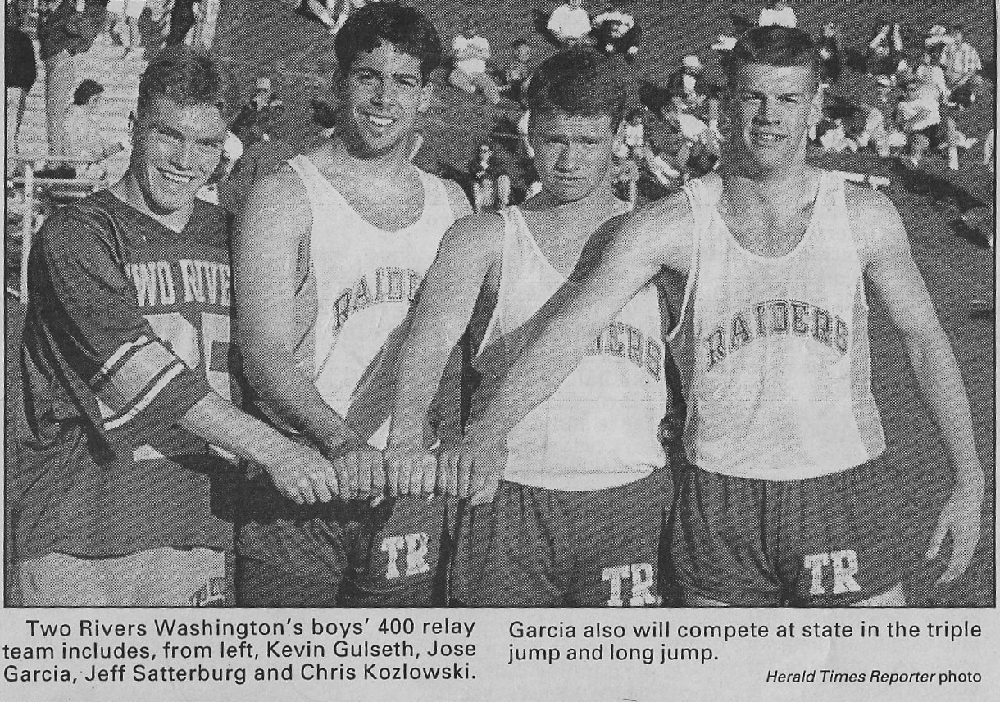 TWO RIVE
RAIDE
DERS
RAIDERS
TR
TR
TR
Two Rivers Washington's boys' 400 relay
team includes, from left, Kevin Gulseth, Jose
Garcia, Jeff Satterburg and Chris Kozlowski.
Garcia also will compete at state in the triple
jump and long jump.
Herald Times Reporter photo